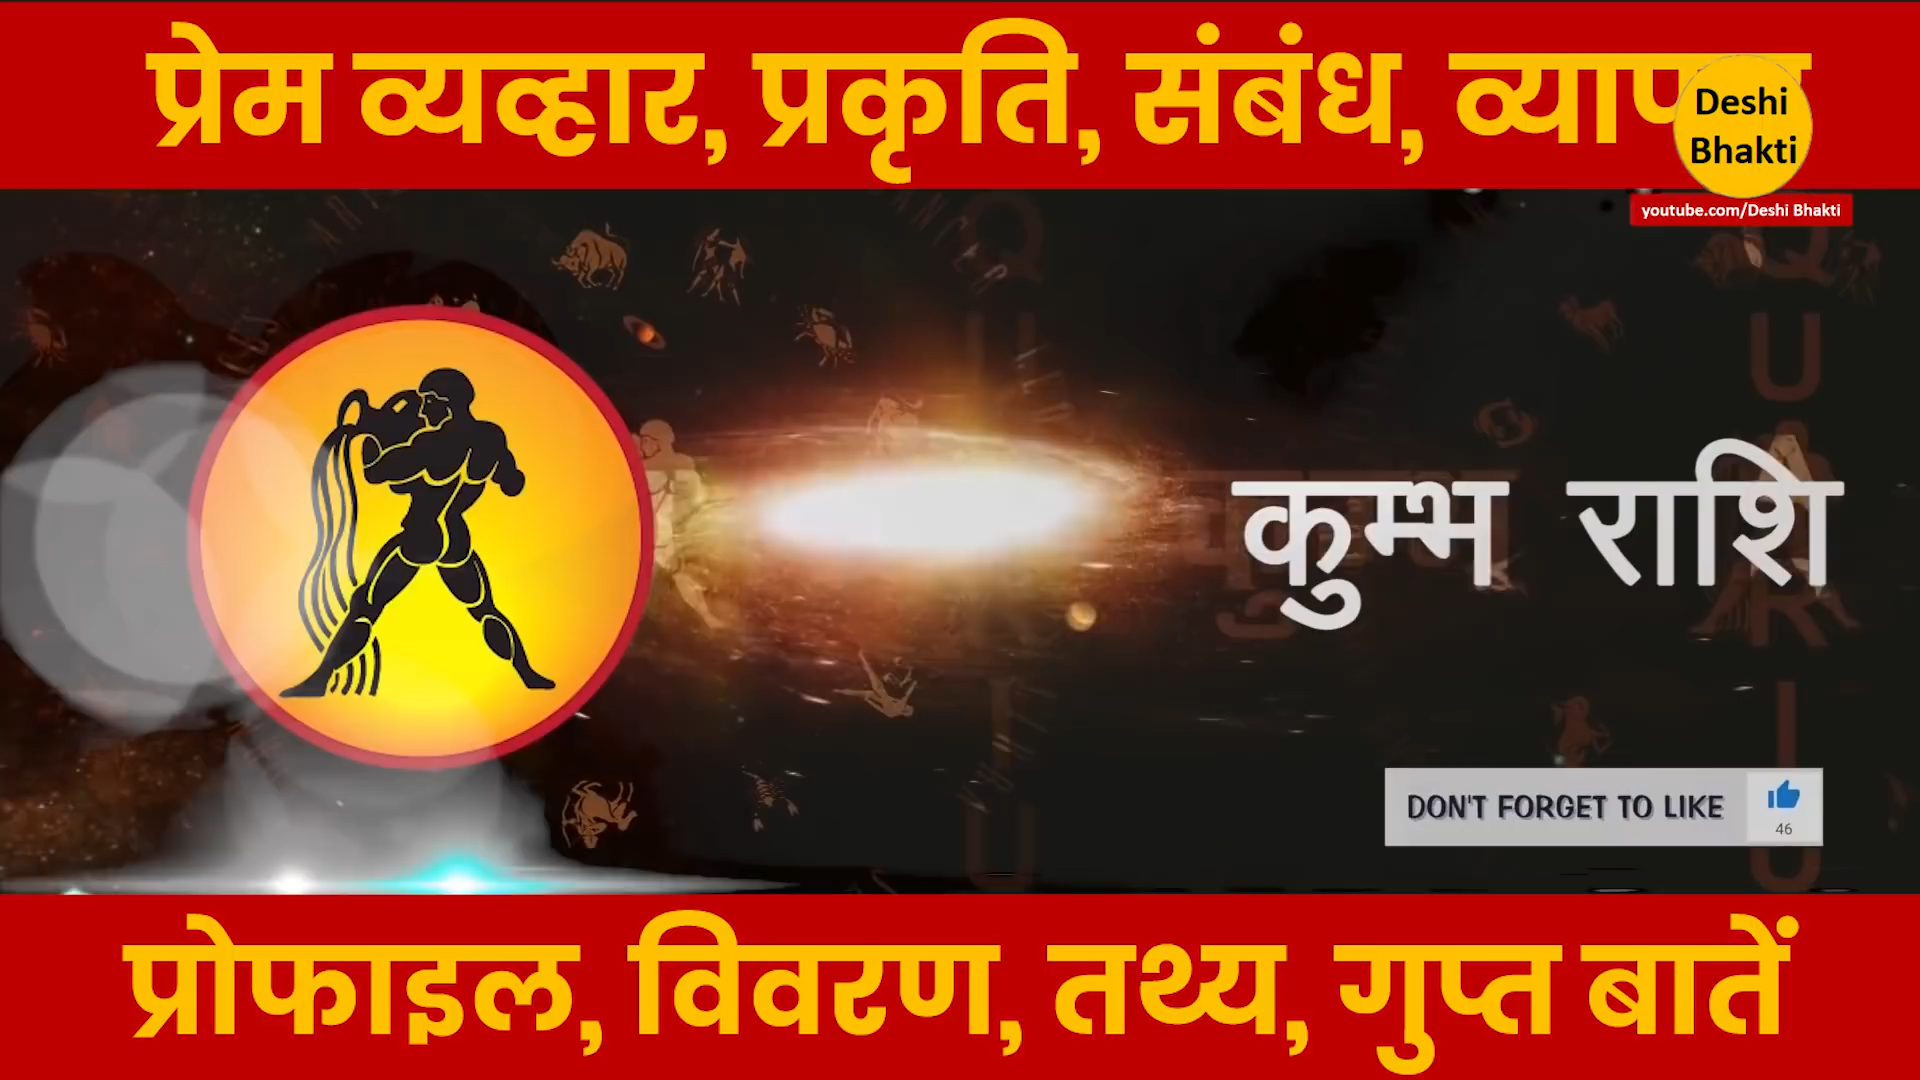 प्रेम व्यव्हार, प्रकृति, संबंध,
Deshi
Bhakti
youtube.com/Deshi Bhakti
कुम्भ राशि
DON'T FORGET TO LIKE
46
प्रोफाइल, विवरण, तथ्य, गुप्त बातें